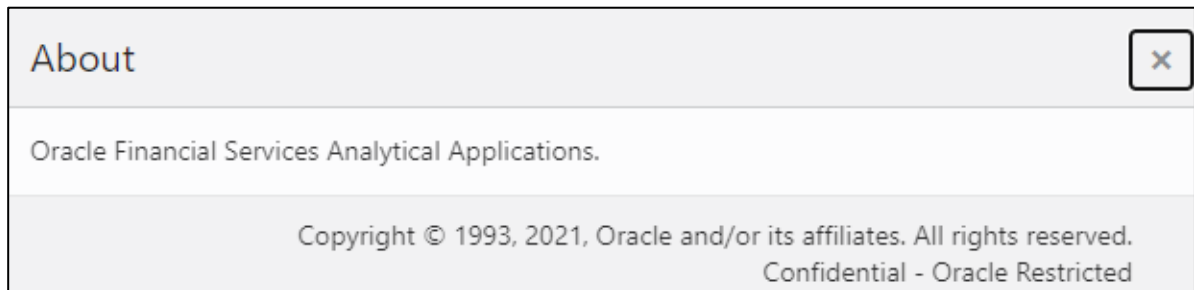 About
×
Oracle Financial Services Analytical Applications.
Copyright © 1993, 2021, Oracle and/or its affiliates. All rights reserved.
Confidential - Oracle Restricted